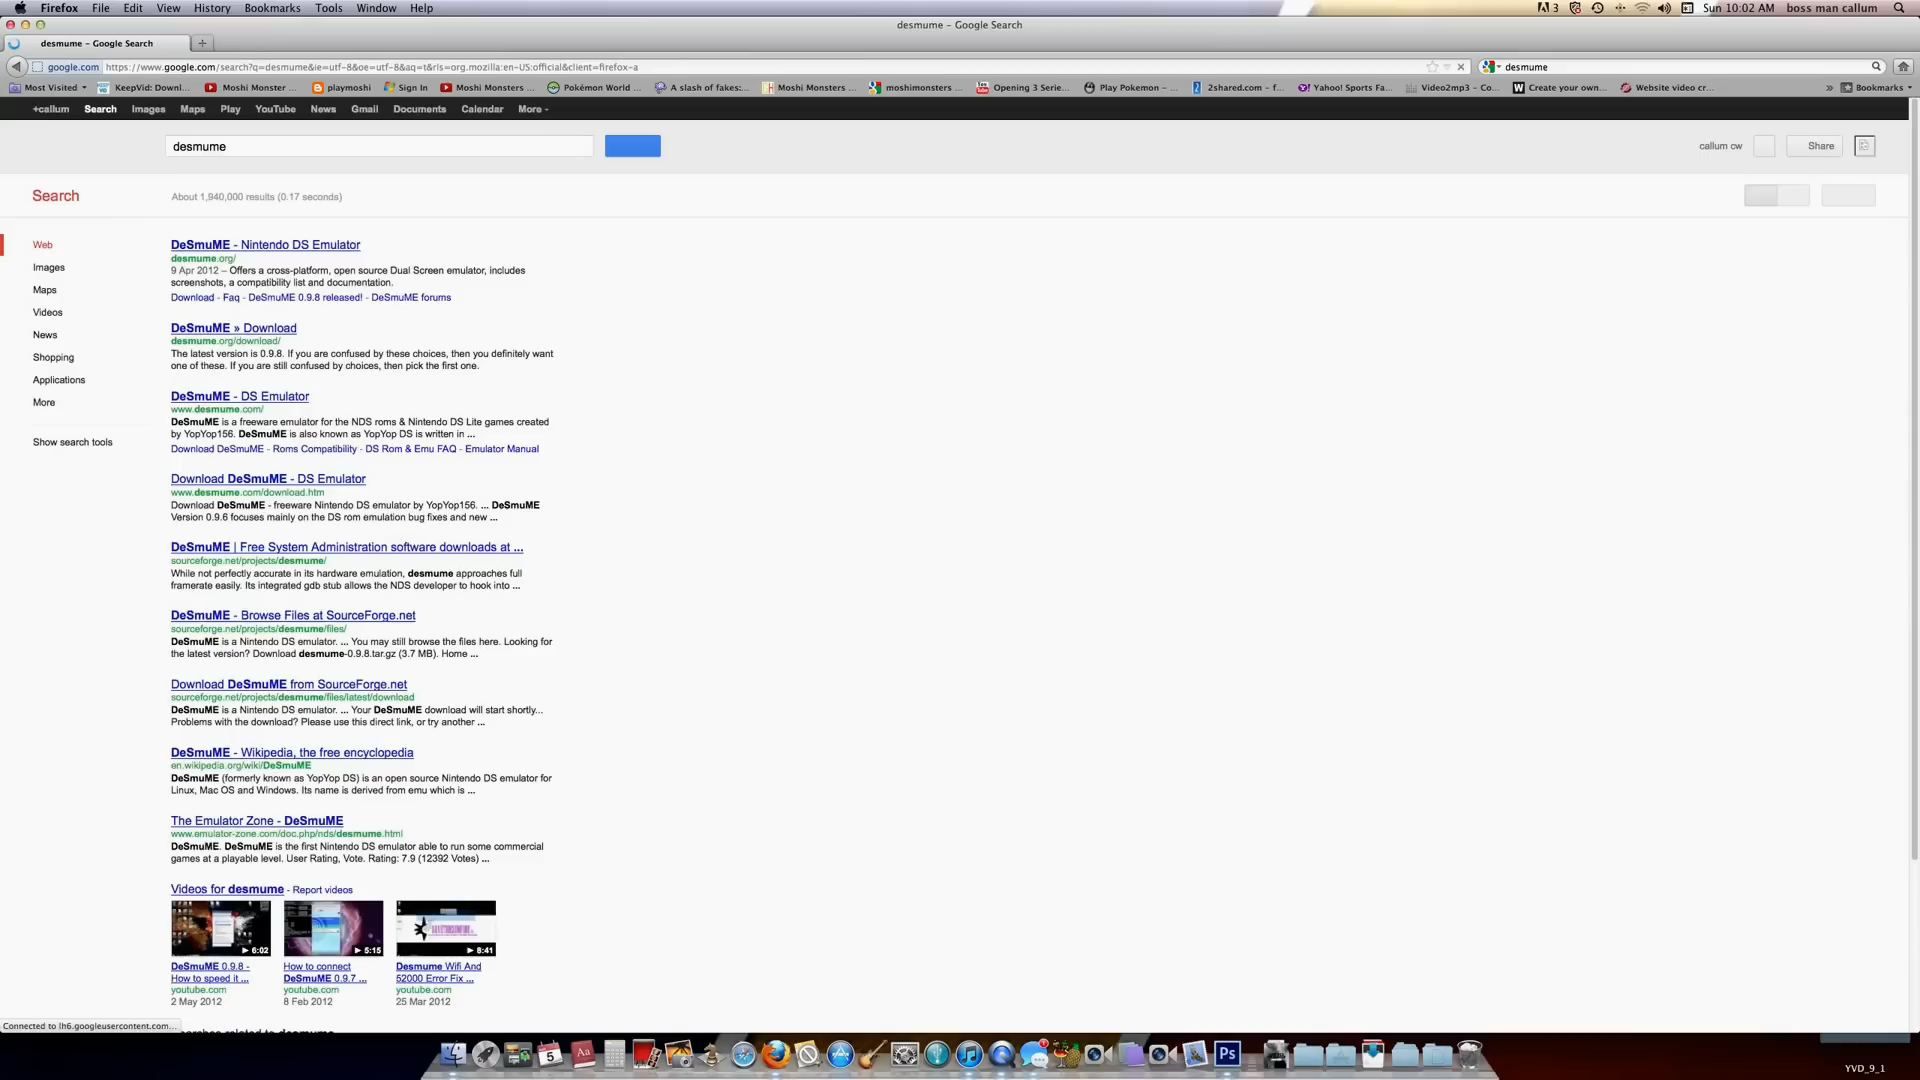 Firefox File Edit View History Bookmarks Tools Window Help
3 Sun 10:02 AM boss man callum
desmume - Google Search
desmume - Google Search
google.com https://www.google.com/search?q=desmume&ie=utf-8&oe=utf-8&aq=t&rls=org.mozilla:en-US:official&client=firefox-a
desmume
Most Visited KeepVid: Downl... Moshi Monster ... playmoshi Sign In Moshi Monsters ... Pokémon World ... A slash of fakes:... Moshi Monsters ... moshimonsters ... Opening 3 Serie... Play Pokemon – ... 2shared.com – f... Yahoo! Sports Fa... Video2mp3 – Co... Create your own... Website video cr... » Bookmarks
+callum Search Images Maps Play YouTube News Gmail Documents Calendar More
desmume
callum cw Share
Search
About 1,940,000 results (0.17 seconds)
Web
Images
Maps
Videos
News
Shopping
Applications
More
Show search tools
DeSmuME - Nintendo DS Emulator
desmume.org/
9 Apr 2012 – Offers a cross-platform, open source Dual Screen emulator, includes
screenshots, a compatibility list and documentation.
Download - Faq - DeSmuME 0.9.8 released! - DeSmuME forums
DeSmuME » Download
desmume.org/download/
The latest version is 0.9.8. If you are confused by these choices, then you definitely want
one of these. If you are still confused by choices, then pick the first one.
DeSmuME - DS Emulator
www.desmume.com/
DeSmuME is a freeware emulator for the NDS roms & Nintendo DS Lite games created
by YopYop156. DeSmuME is also known as YopYop DS is written in ...
Download DeSmuME - Roms Compatibility - DS Rom & Emu FAQ - Emulator Manual
Download DeSmuME - DS Emulator
www.desmume.com/download.htm
Download DeSmuME - freeware Nintendo DS emulator by YopYop156. ... DeSmuME
Version 0.9.6 focuses mainly on the DS rom emulation bug fixes and new ...
DeSmuME | Free System Administration software downloads at ...
sourceforge.net/projects/desmume/
While not perfectly accurate in its hardware emulation, desmume approaches full
framerate easily. Its integrated gdb stub allows the NDS developer to hook into ...
DeSmuME - Browse Files at SourceForge.net
sourceforge.net/projects/desmume/files/
DeSmuME is a Nintendo DS emulator. ... You may still browse the files here. Looking for
the latest version? Download desmume-0.9.8.tar.gz (3.7 MB). Home ...
Download DeSmuME from SourceForge.net
sourceforge.net/projects/desmume/files/latest/download
DeSmuME is a Nintendo DS emulator. ... Your DeSmuME download will start shortly...
Problems with the download? Please use this direct link, or try another ...
DeSmuME - Wikipedia, the free encyclopedia
en.wikipedia.org/wiki/DeSmuME
DeSmuME (formerly known as YopYop DS) is an open source Nintendo DS emulator for
Linux, Mac OS and Windows. Its name is derived from emu which is ...
The Emulator Zone - DeSmuME
www.emulator-zone.com/doc.php/nds/desmume.html
DeSmuME. DeSmuME is the first Nintendo DS emulator able to run some commercial
games at a playable level. User Rating, Vote. Rating: 7.9 (12392 Votes) ...
Videos for desmume - Report videos
6:02 5:15 8:41
DeSmuME 0.9.8 -
How to speed it ...
youtube.com
2 May 2012
How to connect
DeSmuME 0.9.7 ...
youtube.com
8 Feb 2012
Desmume Wifi And
52000 Error Fix ...
youtube.com
25 Mar 2012
Connected to lh6.googleusercontent.com...
Searches related to desmume
5 Aa Ps
YVD_9_1